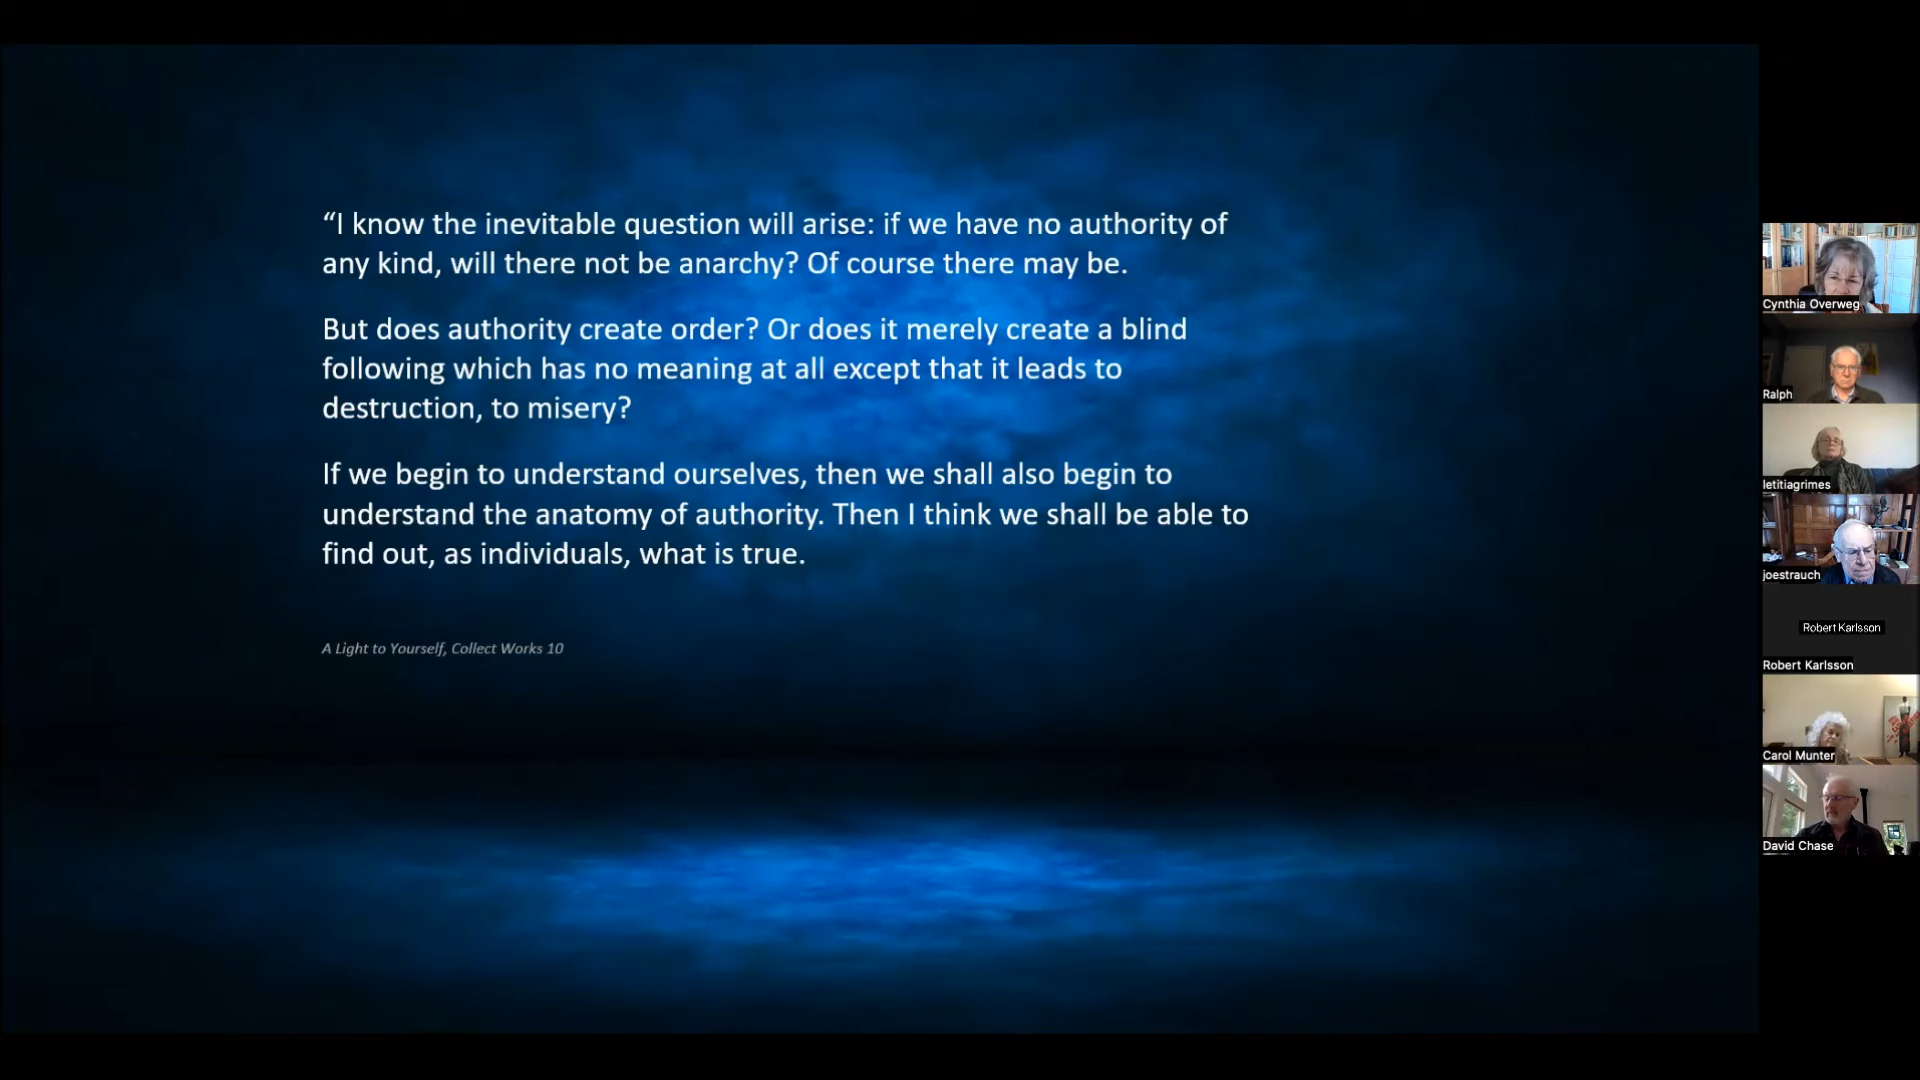 “I know the inevitable question will arise: if we have no authority of
any kind, will there not be anarchy? Of course there may be.
But does authority create order? Or does it merely create a blind
following which has no meaning at all except that it leads to
destruction, to misery?
If we begin to understand ourselves, then we shall also begin to
understand the anatomy of authority. Then I think we shall be able to
find out, as individuals, what is true.
A Light to Yourself, Collect Works 10
Cynthia Overweg
Ralph
letitiagrimes
joestrauch
Robert Karlsson
Robert Karlsson
Carol Munter
David Chase